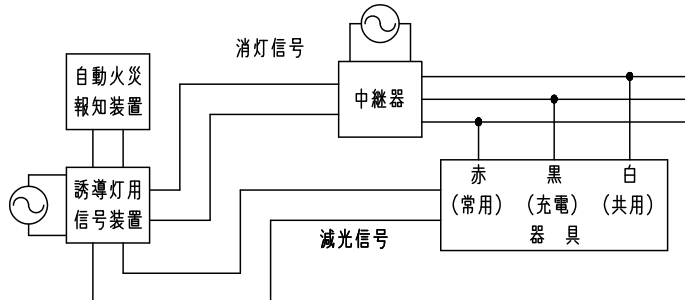 消灯信号
自動火災
報知装置
中継器
誘導灯用
信号装置
赤 黒 白
(常用) (充電) (共用)
器具
減光信号